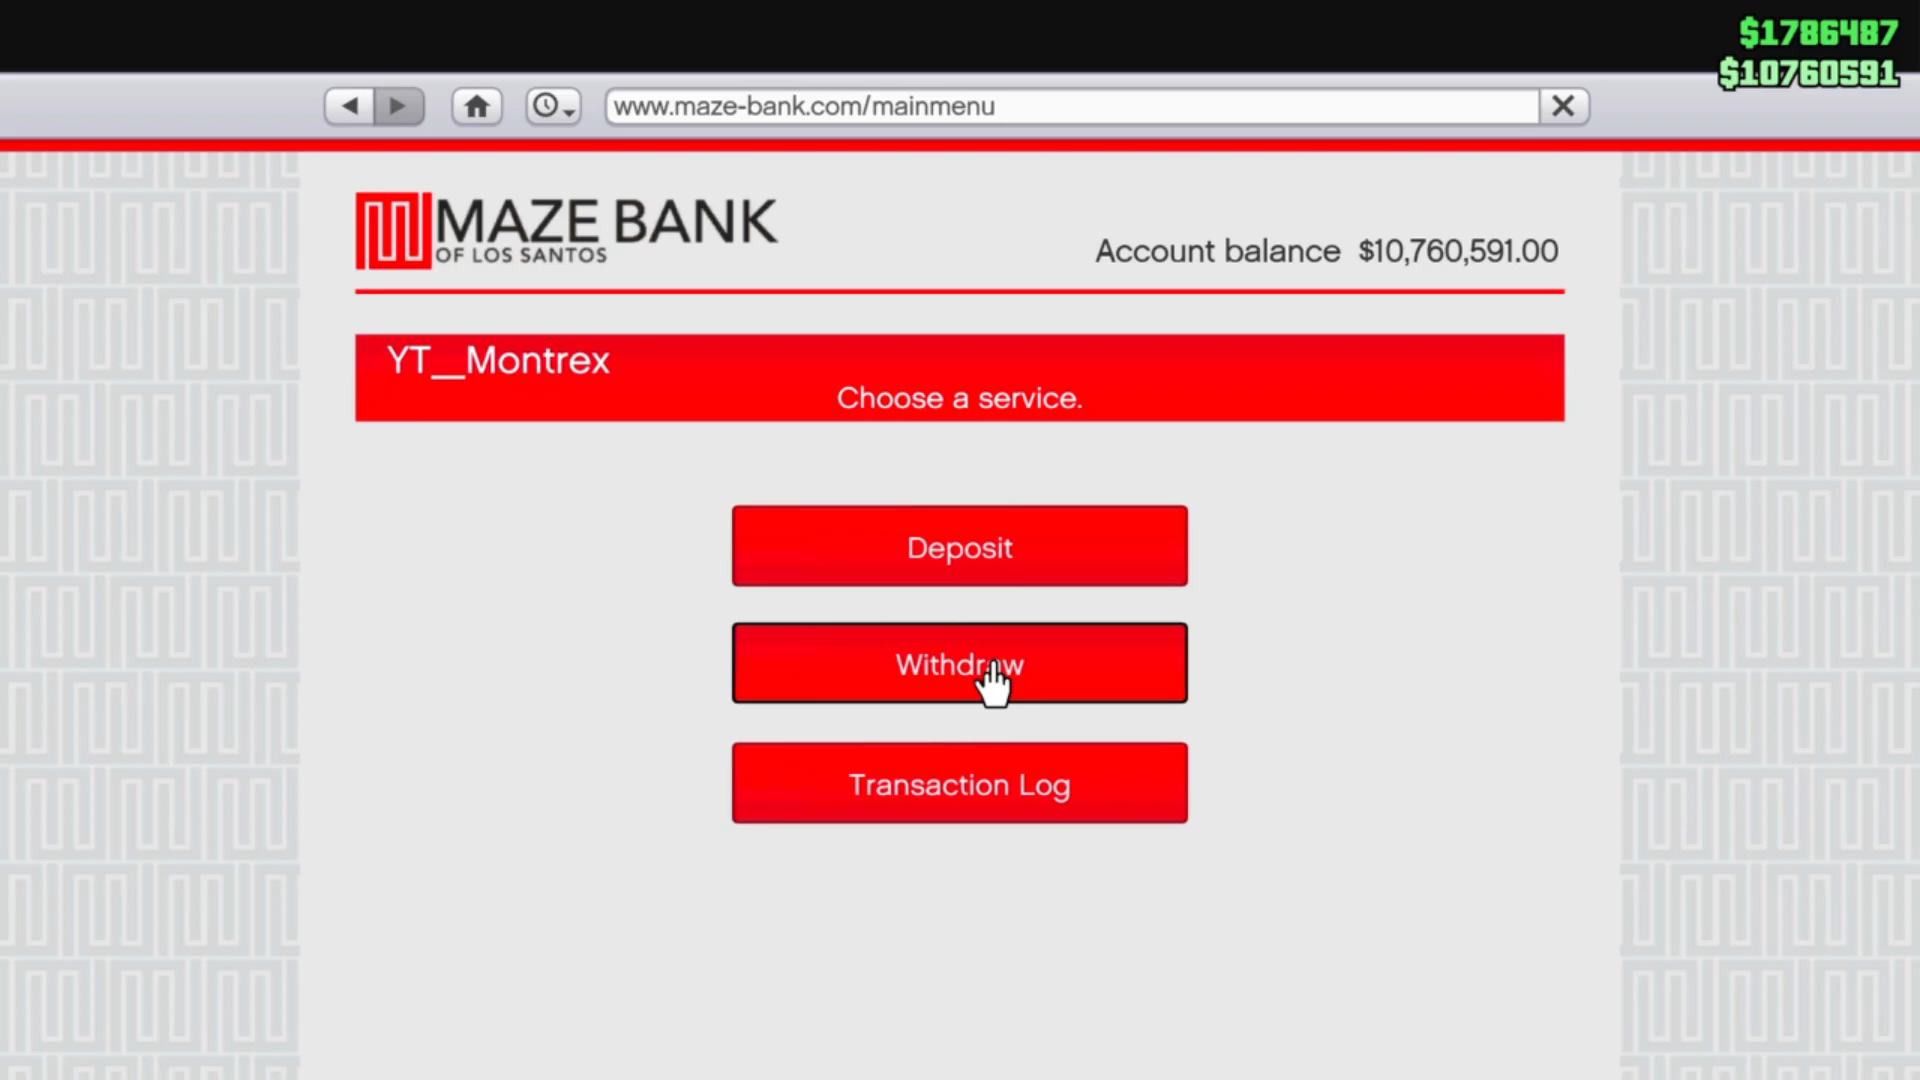 $1786487
$10760591
www.maze-bank.com/mainmenu
MAZE BANK
OF LOS SANTOS
Account balance $10,760,591.00
YT__Montrex
Choose a service.
Deposit
Withdraw
Transaction Log